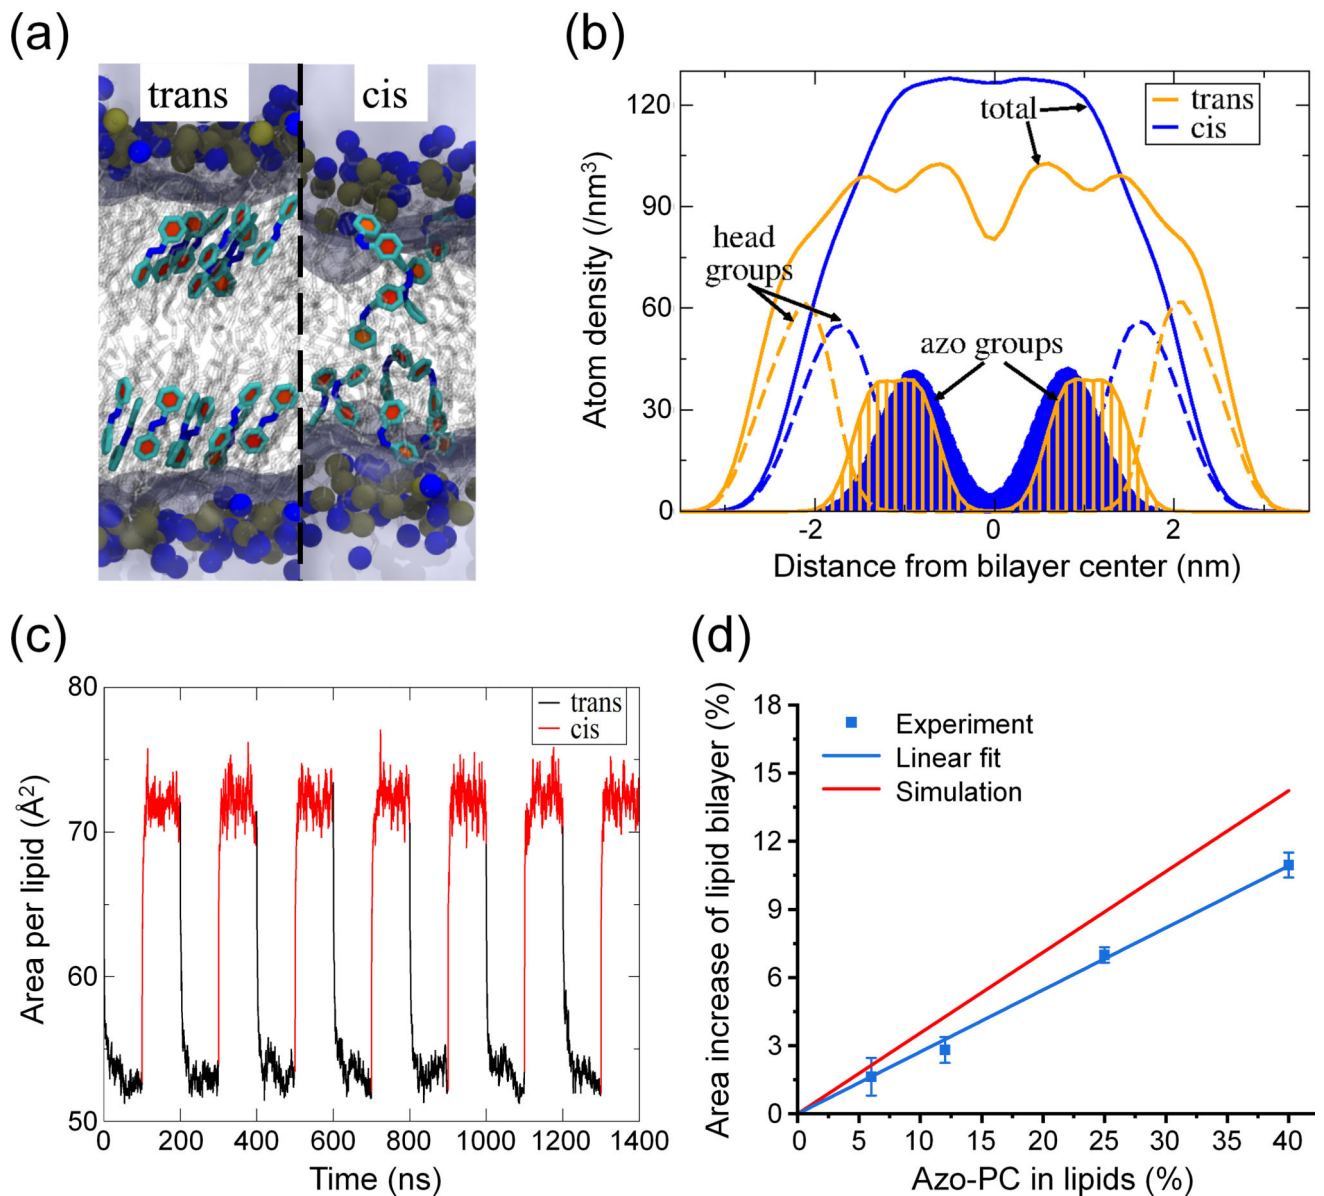 (a)
trans
cis
(b)
Atom density (/nm³)
120
90
60
30
0
-2
0
2
Distance from bilayer center (nm)
total
trans
cis
head
groups
azo groups
(c)
Area per lipid (Å²)
80
70
60
50
0
200
400
600
800
1000
1200
1400
Time (ns)
trans
cis
(d)
Area increase of lipid bilayer (%)
18
15
12
9
6
3
0
0
5
10
15
20
25
30
35
40
Azo-PC in lipids (%)
Experiment
Linear fit
Simulation